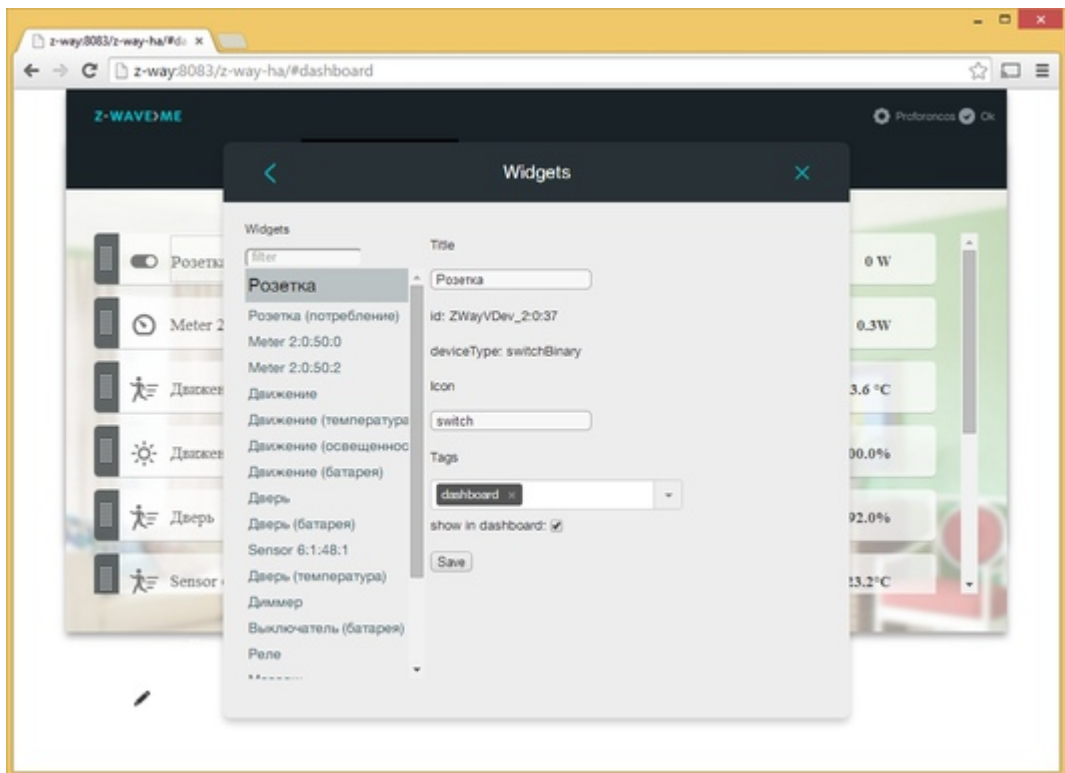 z-way:8083/z-way-ha/#da
z-way:8083/z-way-ha/#dashboard
Z-WAVE>ME
Preferences
Ok
Widgets
Widgets
filter
Розетка
Розетка (потребление)
Meter 2:0:50:0
Meter 2:0:50:2
Движение
Движение (температура
Движение (освещеннос
Движение (батарея)
Дверь
Дверь (батарея)
Sensor 6:1:48:1
Дверь (температура)
Диммер
Выключатель (батарея)
Реле
Title
Розетка
id: ZWayVDev_2:0:37
deviceType: switchBinary
Icon
switch
Tags
dashboard ×
show in dashboard:
Save
Розетка
0 W
Meter 2
0.3W
Движен
3.6 °C
Движен
00.0%
Дверь
92.0%
Sensor
23.2°C